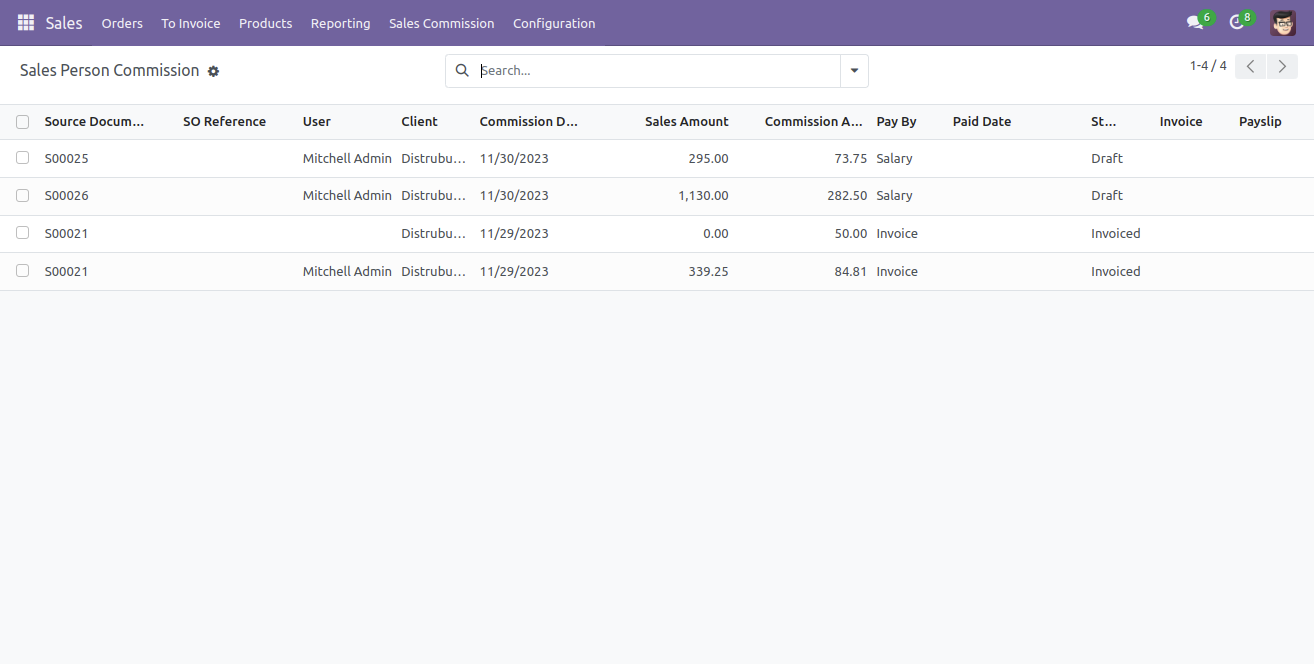 Sales Orders To Invoice Products Reporting Sales Commission Configuration 6 8
Sales Person Commission Search... 1-4 / 4
Source Docum... SO Reference User Client Commission D... Sales Amount Commission A... Pay By Paid Date St... Invoice Payslip
S00025 Mitchell Admin Distrubu... 11/30/2023 295.00 73.75 Salary Draft
S00026 Mitchell Admin Distrubu... 11/30/2023 1,130.00 282.50 Salary Draft
S00021 Distrubu... 11/29/2023 0.00 50.00 Invoice Invoiced
S00021 Mitchell Admin Distrubu... 11/29/2023 339.25 84.81 Invoice Invoiced